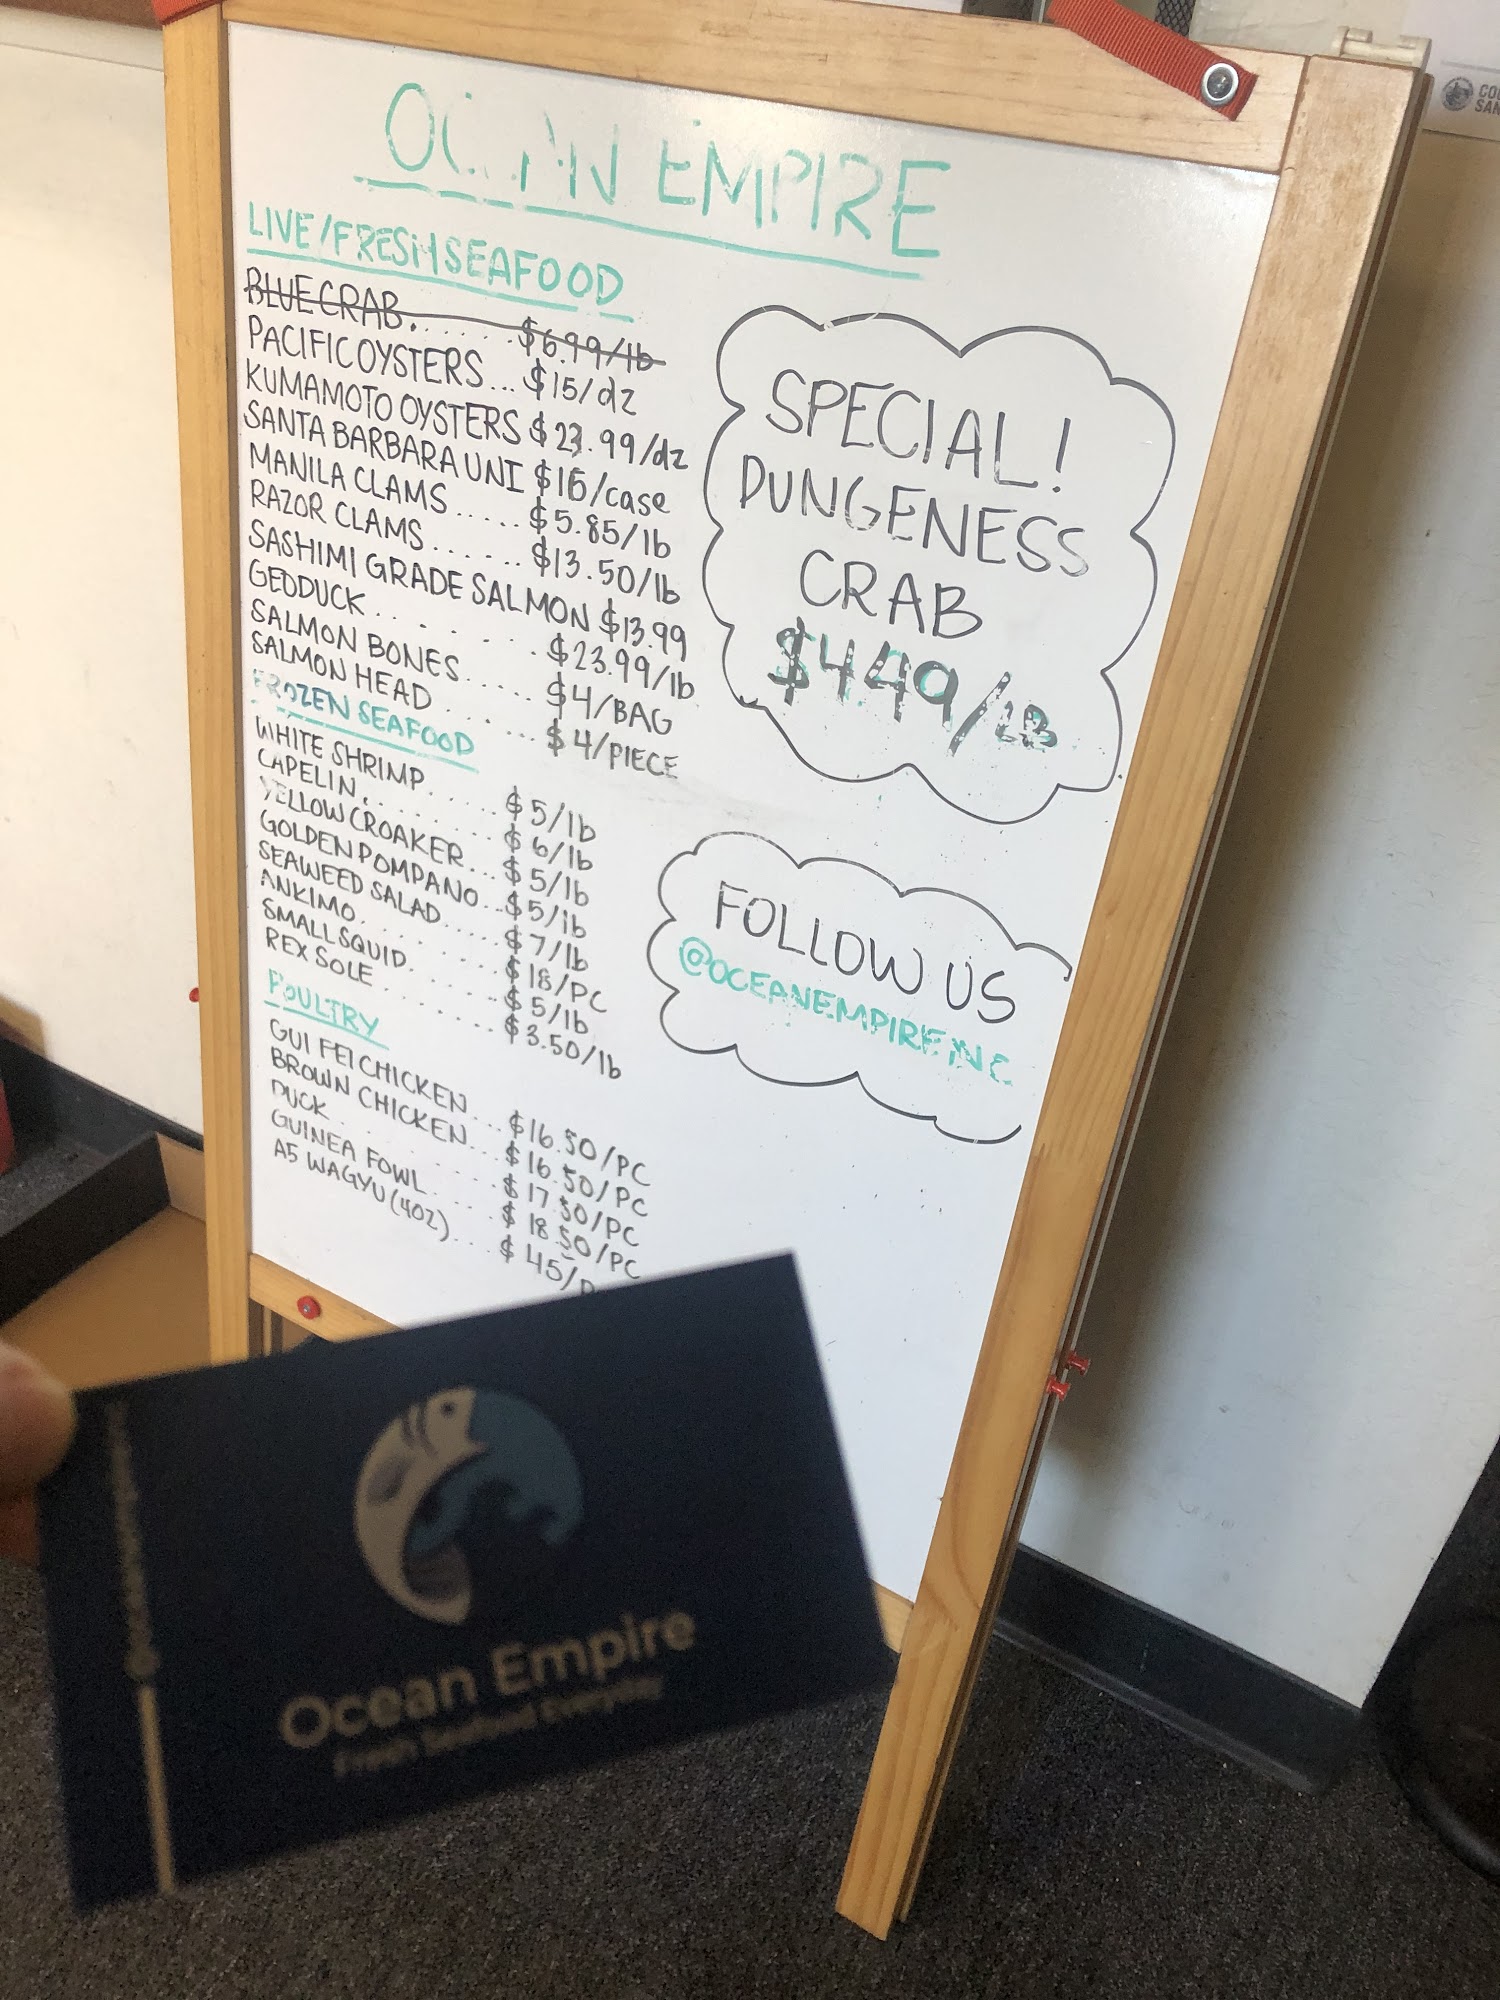 OCEAN EMPIRE
LIVE/FRESH SEAFOOD
BLUE CRAB....... $6.99/lb
PACIFIC OYSTERS... $15/dz
KUMAMOTO OYSTERS $23.99/dz
SANTA BARBARA UNI $16/case
MANILA CLAMS..... $5.85/lb
RAZOR CLAMS...... $13.50/lb
SASHIMI GRADE SALMON $13.99
GEODUCK....... $23.99/lb
SALMON BONES..... $4/BAG
SALMON HEAD..... $4/PIECE
FROZEN SEAFOOD
WHITE SHRIMP..... $5/lb
CAPELIN......... $6/lb
YELLOW CROAKER... $5/lb
GOLDEN POMPANO... $5/lb
SEAWEED SALAD..... $7/lb
ANKIMO........ $18/PC
SMALL SQUID...... $5/lb
REX SOLE........ $3.50/lb
POULTRY
GUI FEI CHICKEN... $16.50/PC
BROWN CHICKEN... $16.50/PC
DUCK........ $17.50/PC
GUINEA FOWL..... $18.50/PC
A5 WAGYU (4OZ)... $45/
SPECIAL!
DUNGENESS
CRAB
$4.49/LB
FOLLOW US
@OCEANEMPIREINC
Ocean Empire
Fresh Seafood Everyday